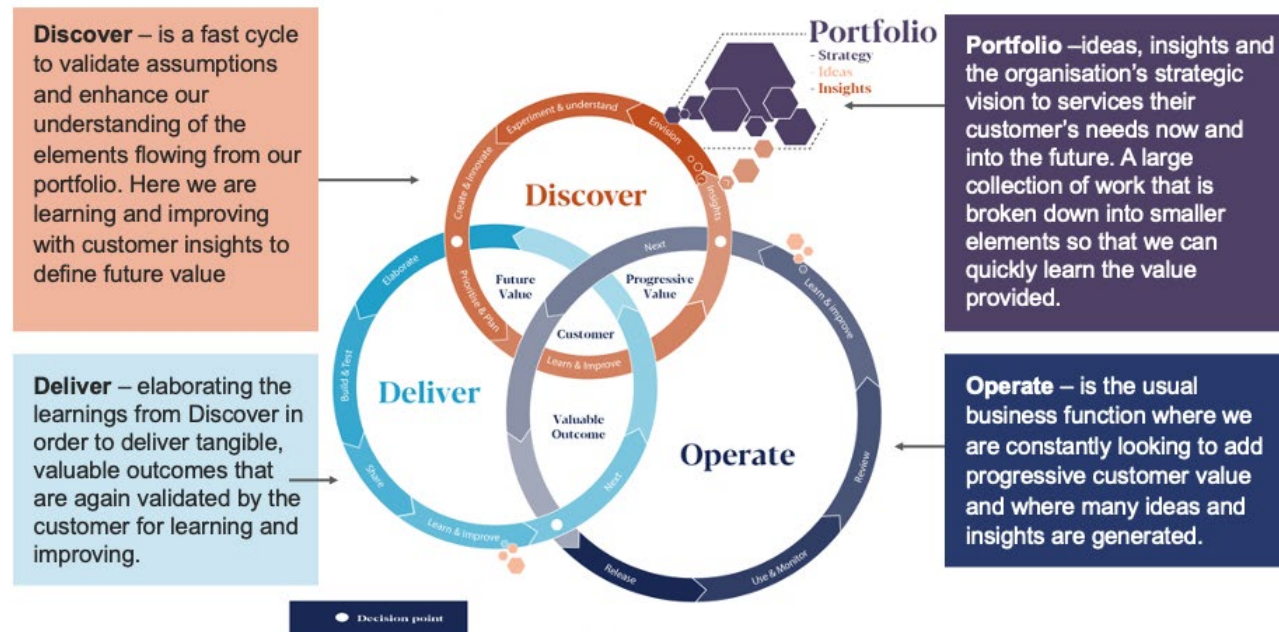 Discover – is a fast cycle
to validate assumptions
and enhance our
understanding of the
elements flowing from our
portfolio. Here we are
learning and improving
with customer insights to
define future value
Deliver – elaborating the
learnings from Discover in
order to deliver tangible,
valuable outcomes that
are again validated by the
customer for learning and
improving.
Portfolio
- Strategy
- Ideas
- Insights
Experiment & understand
Envision
Create & Innovate
Insights
Discover
Prioritise & Plan
Learn & Improve
Future
Value
Progressive
Value
Customer
Valuable
Outcome
Elaborate
Build & Test
Share
Learn & Improve
Next
Deliver
Next
Learn & improve
Review
Use & Monitor
Release
Operate
Decision point
Portfolio –ideas, insights and
the organisation's strategic
vision to services their
customer's needs now and
into the future. A large
collection of work that is
broken down into smaller
elements so that we can
quickly learn the value
provided.
Operate – is the usual
business function where we
are constantly looking to add
progressive customer value
and where many ideas and
insights are generated.